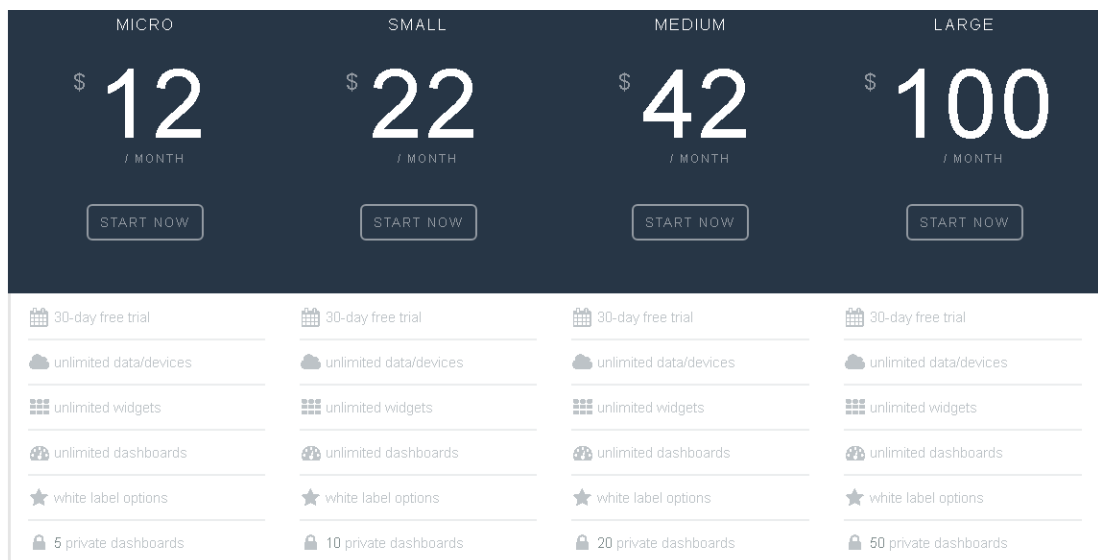 MICRO SMALL MEDIUM LARGE
$ 12 $ 22 $ 42 $ 100
/ MONTH / MONTH / MONTH / MONTH
START NOW START NOW START NOW START NOW
30-day free trial 30-day free trial 30-day free trial 30-day free trial
unlimited data/devices unlimited data/devices unlimited data/devices unlimited data/devices
unlimited widgets unlimited widgets unlimited widgets unlimited widgets
unlimited dashboards unlimited dashboards unlimited dashboards unlimited dashboards
white label options white label options white label options white label options
5 private dashboards 10 private dashboards 20 private dashboards 50 private dashboards